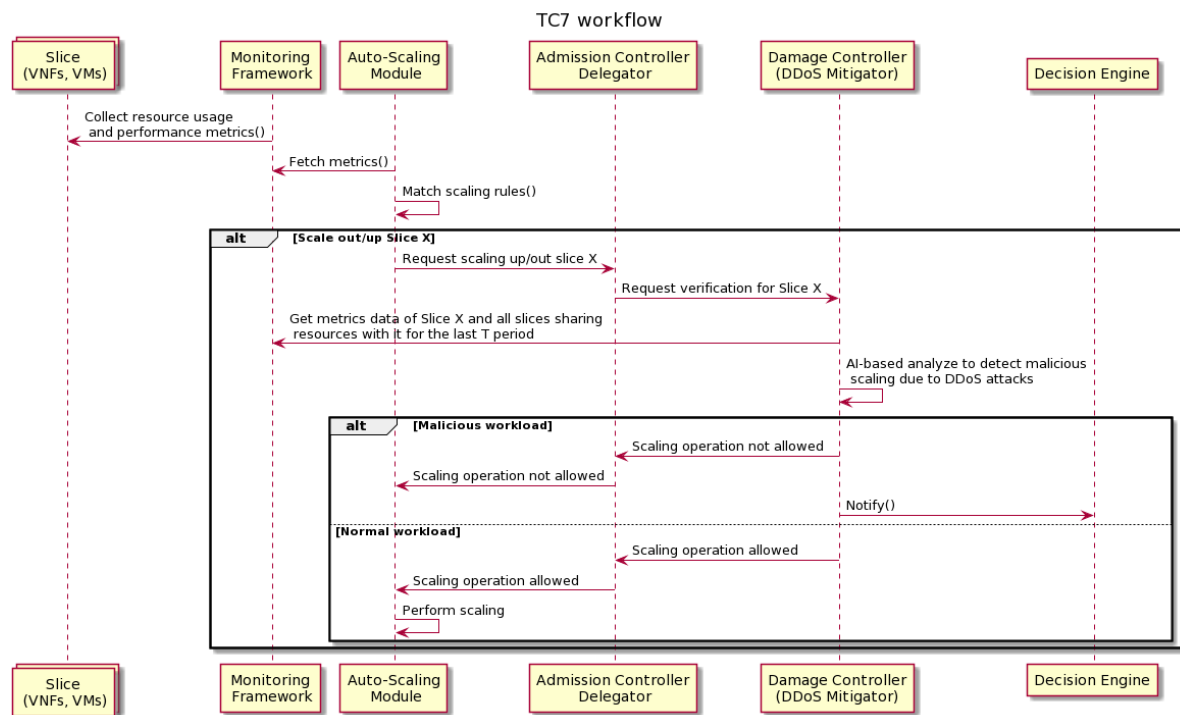 TC7 workflow
Slice
(VNFs, VMs)
Monitoring
Framework
Auto-Scaling
Module
Admission Controller
Delegator
Damage Controller
(DDoS Mitigator)
Decision Engine
Collect resource usage
and performance metrics()
Fetch metrics()
Match scaling rules()
alt [Scale out/up Slice X]
Request scaling up/out slice X
Request verification for Slice X
Get metrics data of Slice X and all slices sharing
resources with it for the last T period
AI-based analyze to detect malicious
scaling due to DDoS attacks
alt [Malicious workload]
Scaling operation not allowed
Scaling operation not allowed
Notify()
[Normal workload]
Scaling operation allowed
Scaling operation allowed
Perform scaling
Slice
(VNFs, VMs)
Monitoring
Framework
Auto-Scaling
Module
Admission Controller
Delegator
Damage Controller
(DDoS Mitigator)
Decision Engine